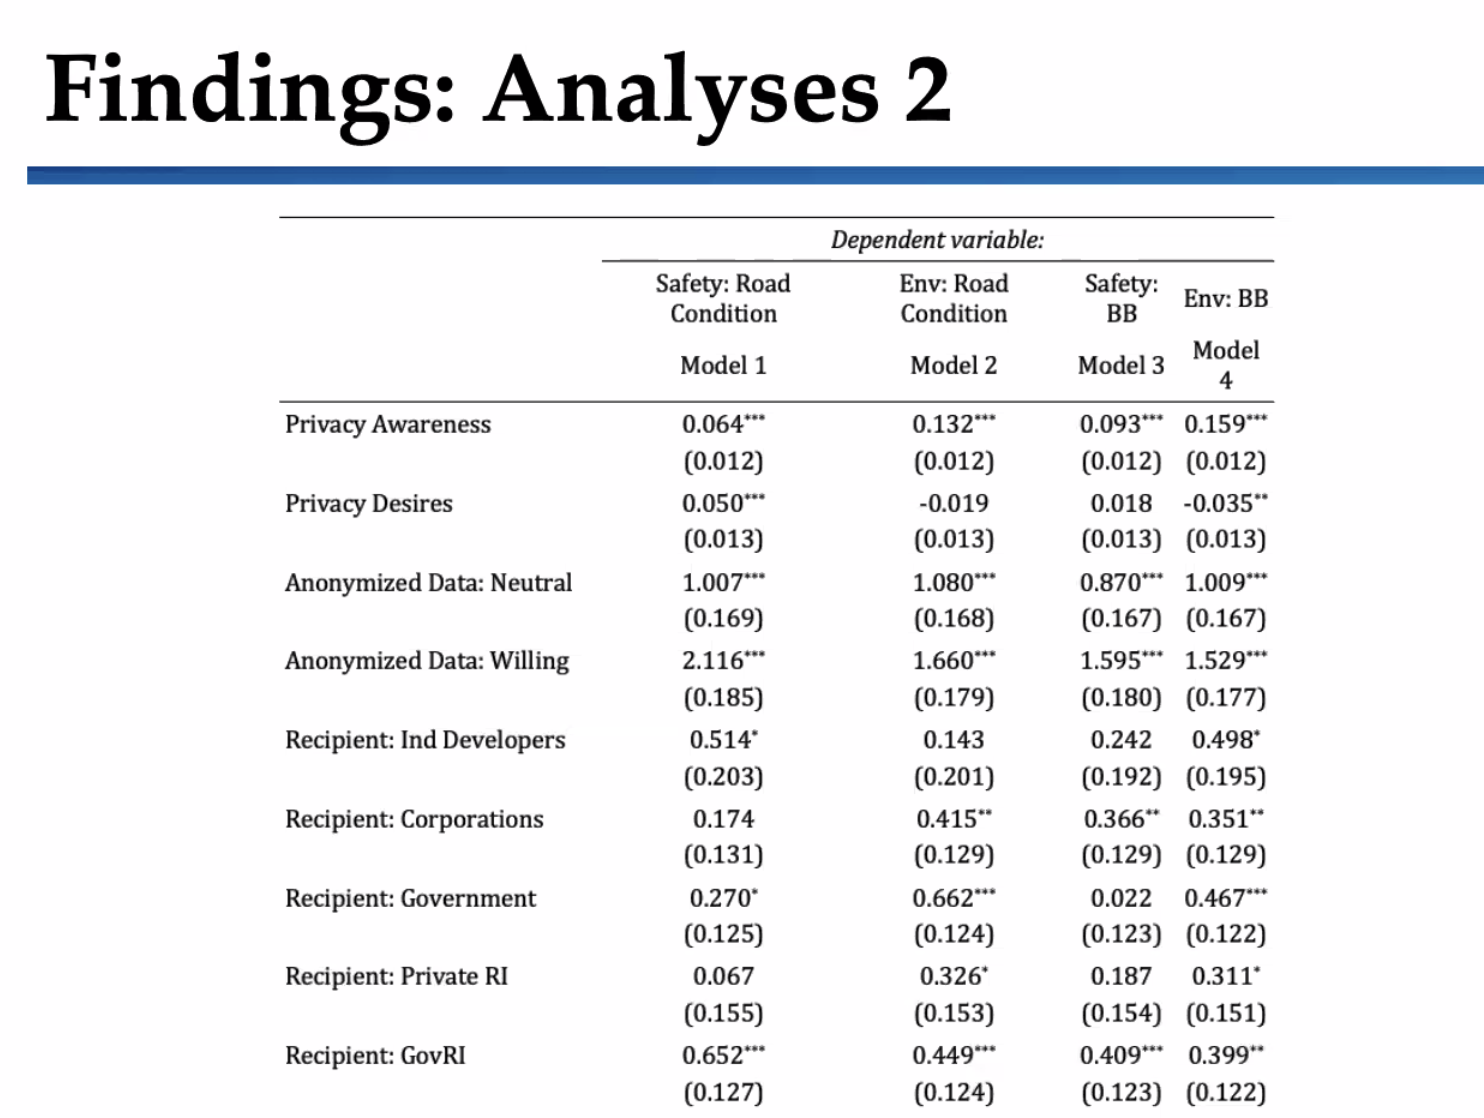 Findings: Analyses 2
Dependent variable:
Safety: Road Condition Env: Road Condition Safety: BB Env: BB
Model 1 Model 2 Model 3 Model 4
Privacy Awareness 0.064*** 0.132*** 0.093*** 0.159***
(0.012) (0.012) (0.012) (0.012)
Privacy Desires 0.050*** -0.019 0.018 -0.035**
(0.013) (0.013) (0.013) (0.013)
Anonymized Data: Neutral 1.007*** 1.080*** 0.870*** 1.009***
(0.169) (0.168) (0.167) (0.167)
Anonymized Data: Willing 2.116*** 1.660*** 1.595*** 1.529***
(0.185) (0.179) (0.180) (0.177)
Recipient: Ind Developers 0.514* 0.143 0.242 0.498*
(0.203) (0.201) (0.192) (0.195)
Recipient: Corporations 0.174 0.415** 0.366** 0.351**
(0.131) (0.129) (0.129) (0.129)
Recipient: Government 0.270* 0.662*** 0.022 0.467***
(0.125) (0.124) (0.123) (0.122)
Recipient: Private RI 0.067 0.326* 0.187 0.311*
(0.155) (0.153) (0.154) (0.151)
Recipient: GovRI 0.652*** 0.449*** 0.409*** 0.399**
(0.127) (0.124) (0.123) (0.122)